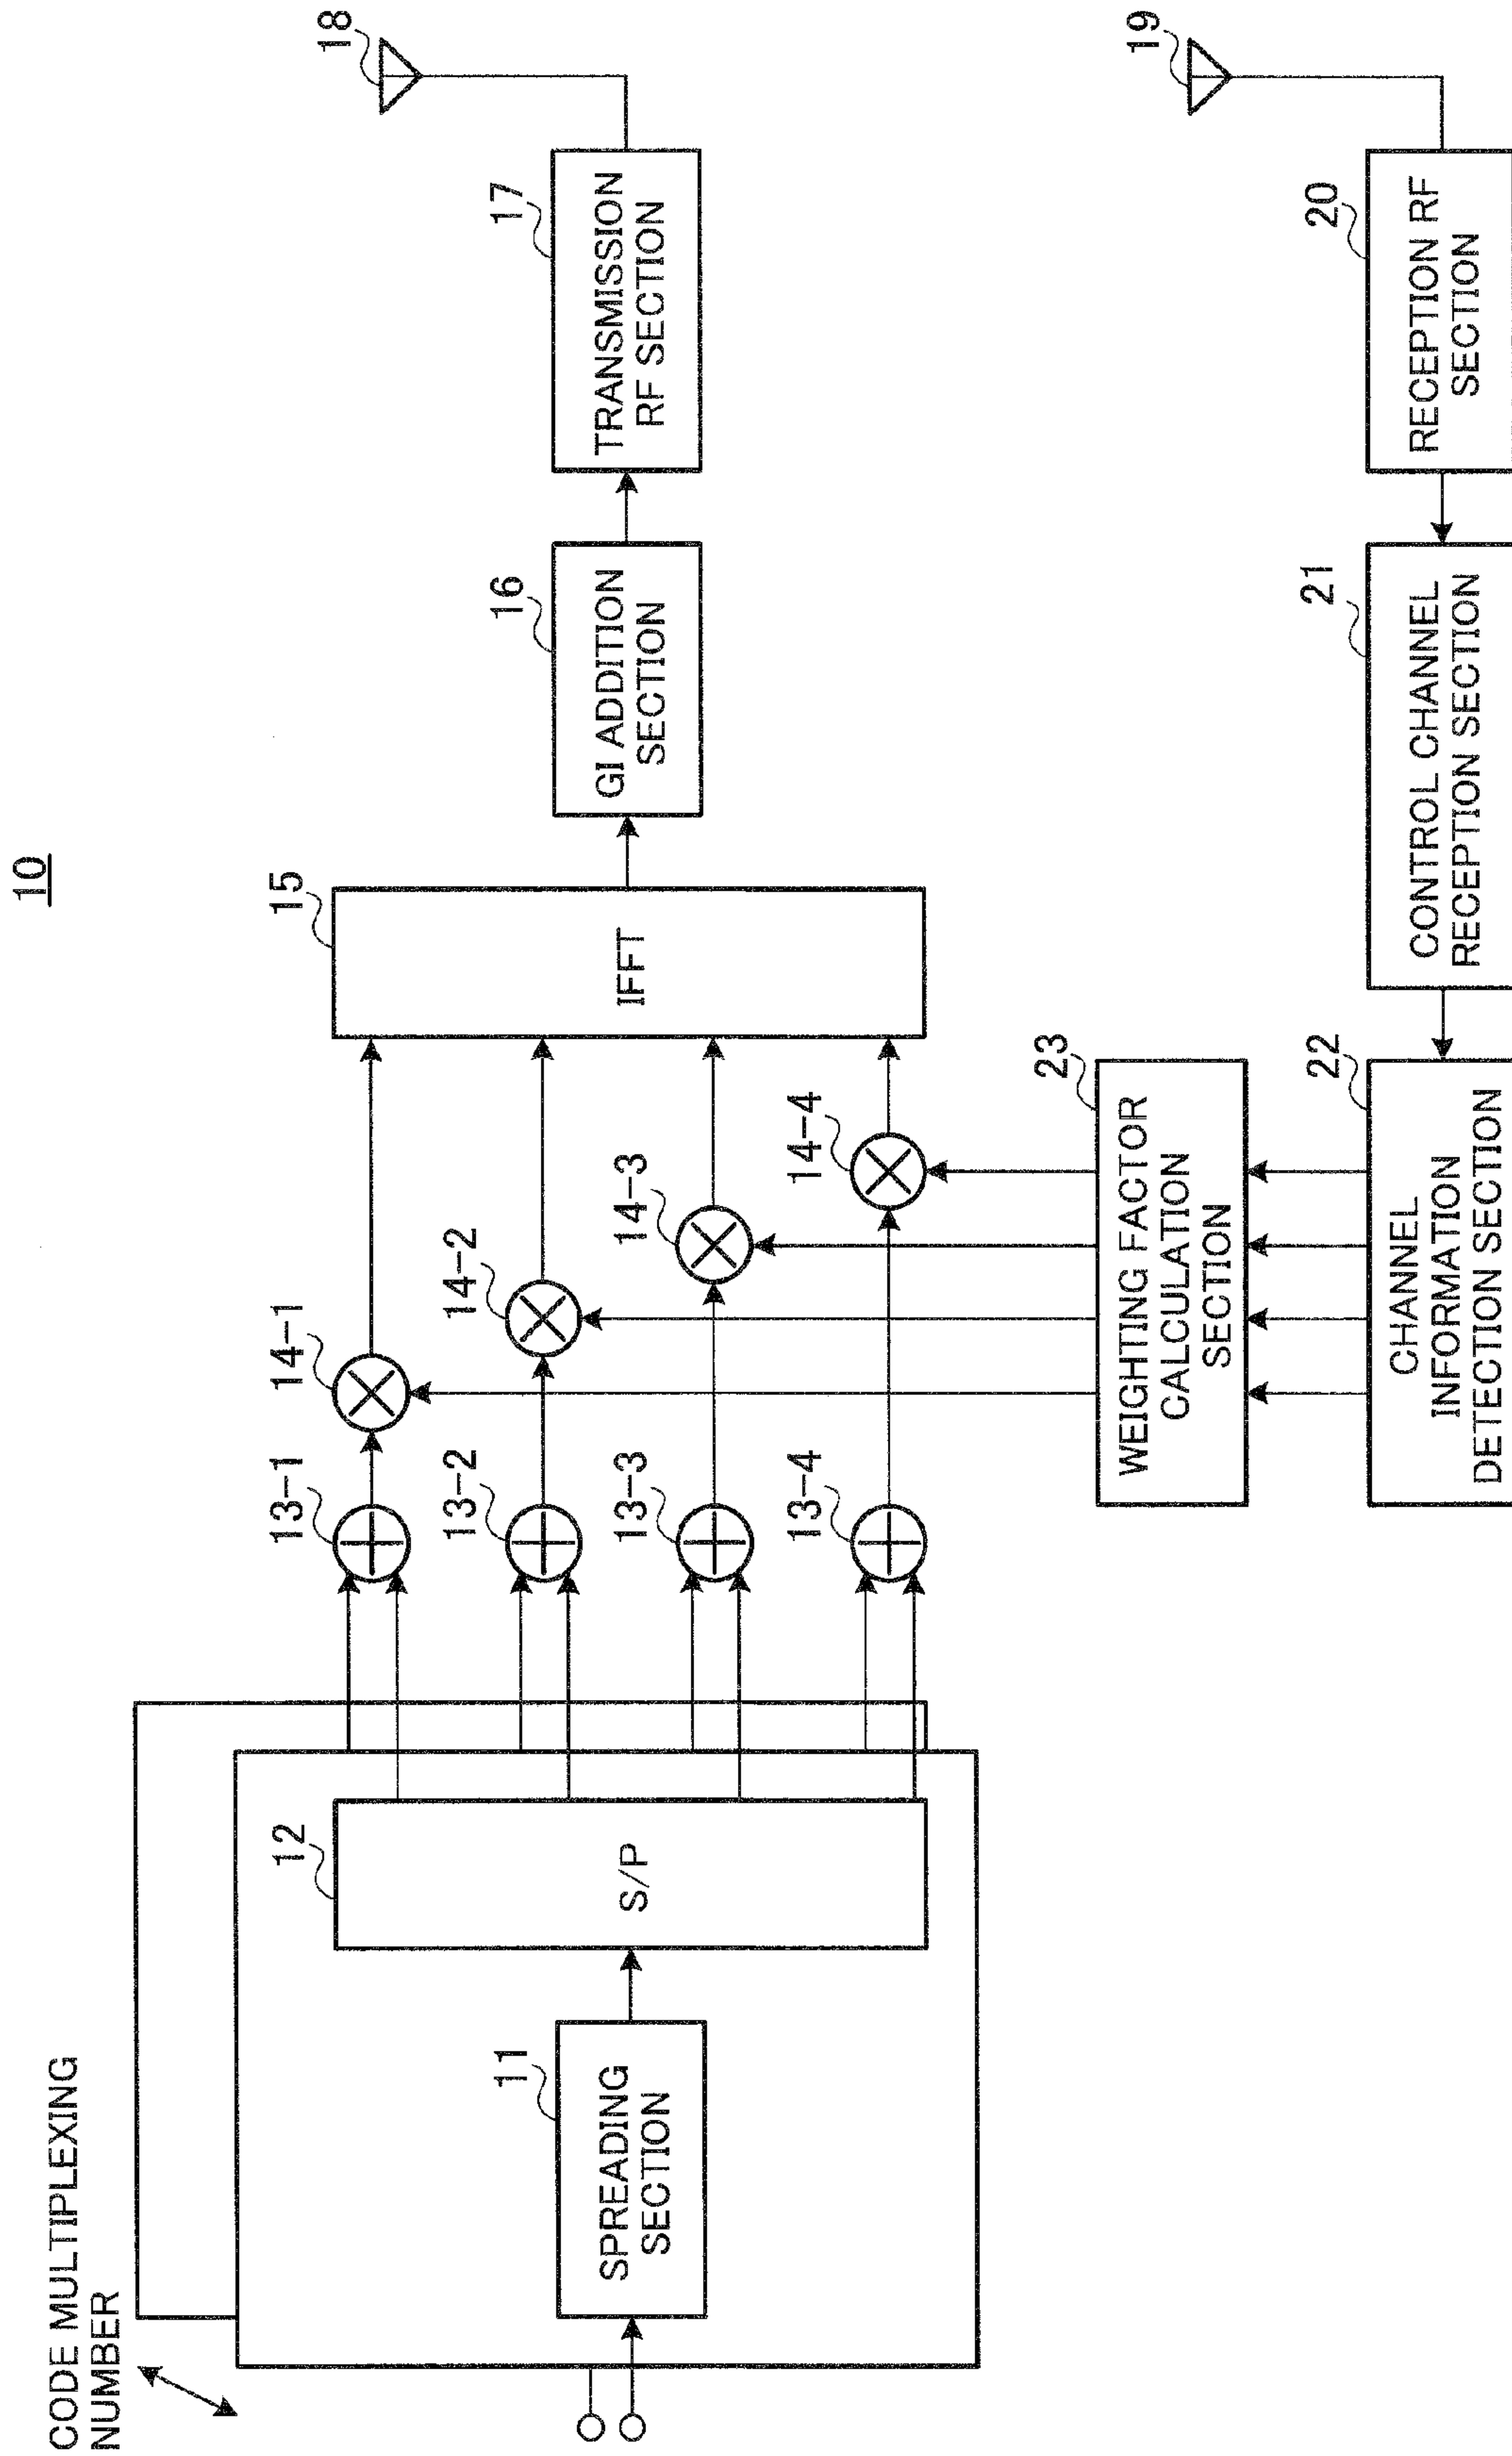 10
CODE MULTIPLEXING
NUMBER
11
SPREADING
SECTION
12
S/P
13-1
13-2
13-3
13-4
14-1
14-2
14-3
14-4
15
IFFT
16
GI ADDITION
SECTION
17
TRANSMISSION
RF SECTION
18
23
WEIGHTING FACTOR
CALCULATION
SECTION
22
CHANNEL
INFORMATION
DETECTION SECTION
21
CONTROL CHANNEL
RECEPTION SECTION
20
RECEPTION RF
SECTION
19